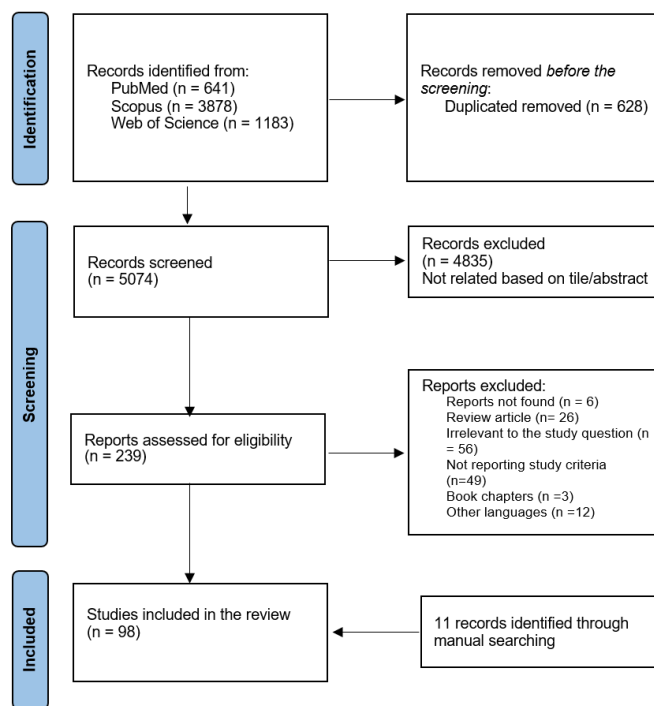 Identification
Records identified from:
PubMed (n = 641)
Scopus (n = 3878)
Web of Science (n = 1183)
Records removed before the
screening:
Duplicated removed (n = 628)
Screening
Records screened
(n = 5074)
Records excluded
(n = 4835)
Not related based on tile/abstract
Reports assessed for eligibility
(n = 239)
Reports excluded:
Reports not found (n = 6)
Review article (n= 26)
Irrelevant to the study question (n
= 56)
Not reporting study criteria
(n=49)
Book chapters (n =3)
Other languages (n =12)
Included
Studies included in the review
(n = 98)
11 records identified through
manual searching